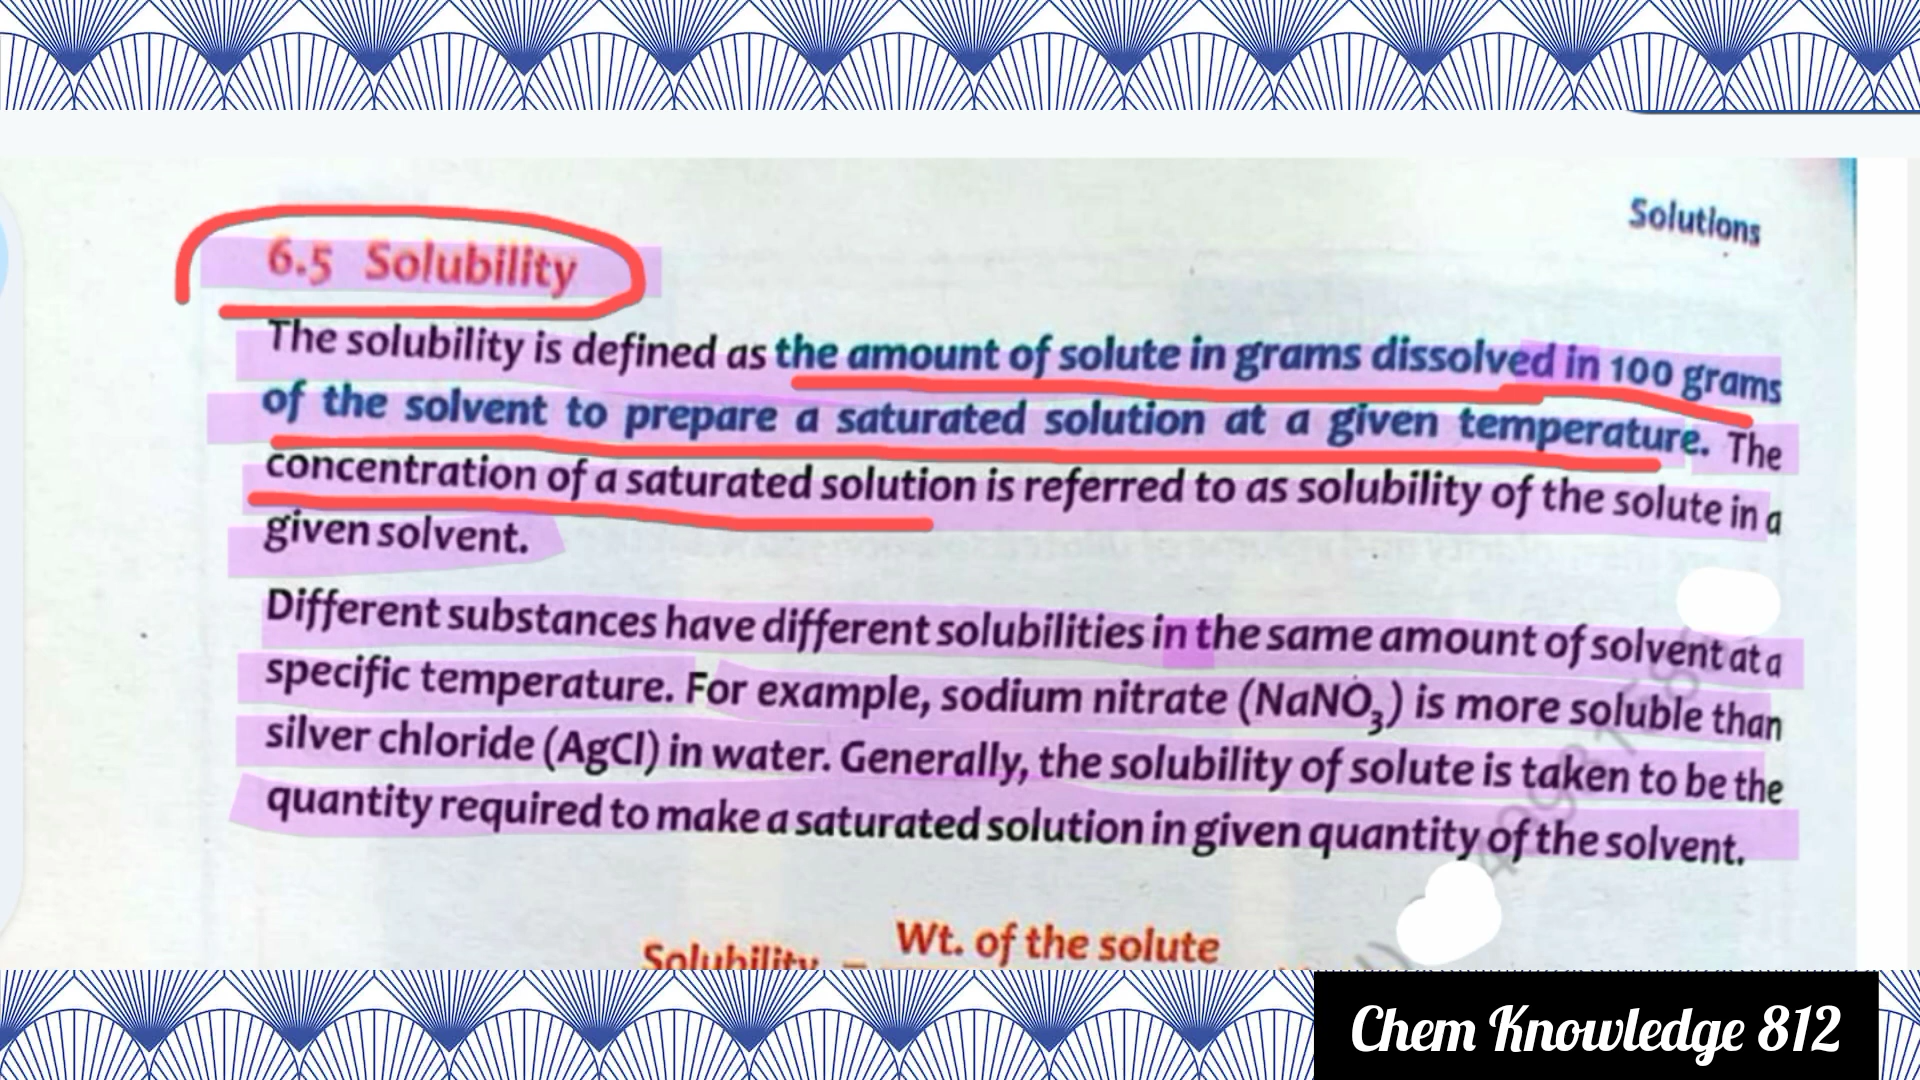 Solutions
6.5 Solubility
The solubility is defined as the amount of solute in grams dissolved in 100 grams
of the solvent to prepare a saturated solution at a given temperature. The
concentration of a saturated solution is referred to as solubility of the solute in a
given solvent.
Different substances have different solubilities in the same amount of solvent at a
specific temperature. For example, sodium nitrate (NaNO₃) is more soluble than
silver chloride (AgCl) in water. Generally, the solubility of solute is taken to be the
quantity required to make a saturated solution in given quantity of the solvent.
Wt. of the solute
Solubility =
Chem Knowledge 812